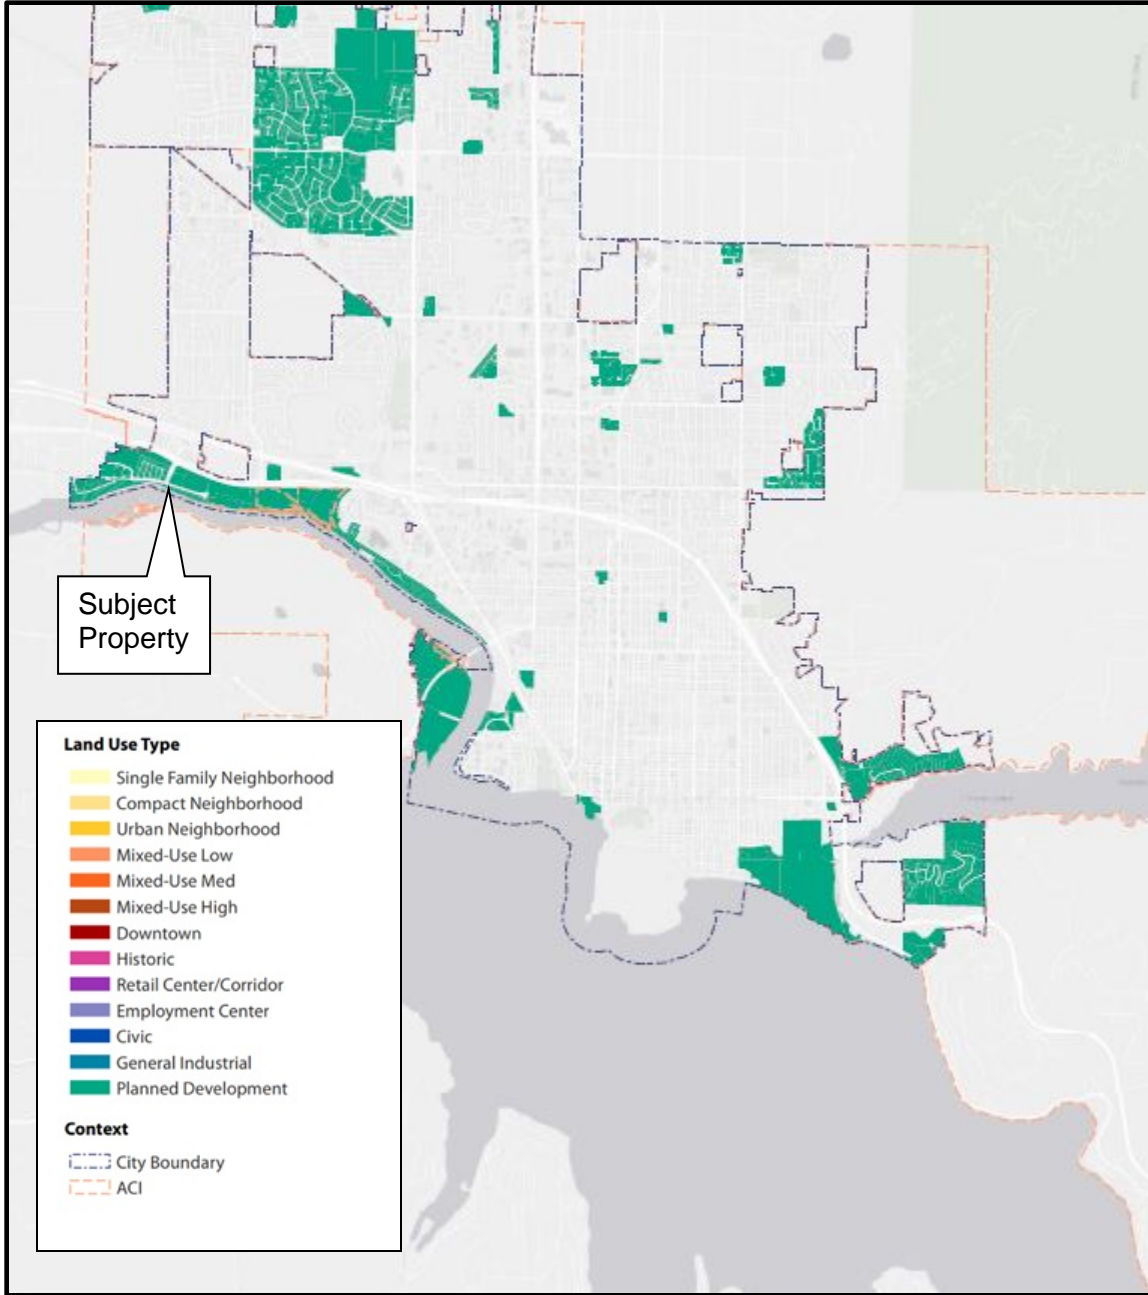 Subject
Property
Land Use Type
Single Family Neighborhood
Compact Neighborhood
Urban Neighborhood
Mixed-Use Low
Mixed-Use Med
Mixed-Use High
Downtown
Historic
Retail Center/Corridor
Employment Center
Civic
General Industrial
Planned Development
Context
City Boundary
ACI